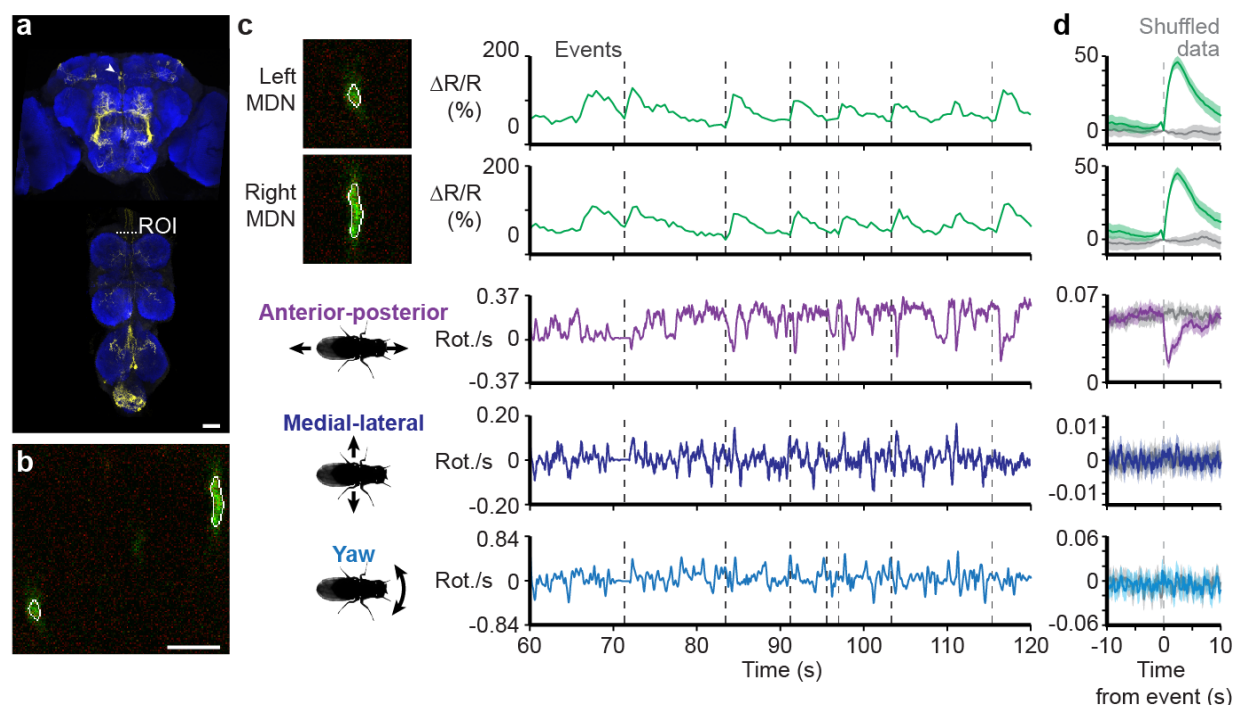 a
ROI
b
c
Left
MDN
Right
MDN
Events
ΔR/R
(%)
200
0
ΔR/R
(%)
200
0
Anterior-posterior
Rot./s
0.37
0
-0.37
Medial-lateral
Rot./s
0.20
0
-0.20
Yaw
Rot./s
0.84
0
-0.84
60 70 80 90 100 110 120
Time (s)
d
Shuffled
data
50
0
50
0
0.07
0
0.01
0
-0.01
0.06
0
-0.06
-10 0 10
Time
from event (s)